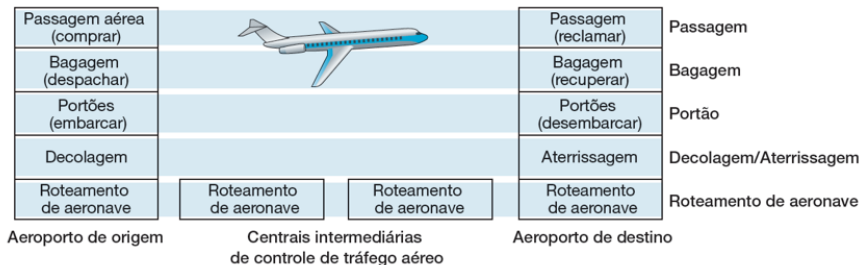 Passagem aérea
(comprar)
Passagem
(reclamar)
Passagem
Bagagem
(despachar)
Bagagem
(recuperar)
Bagagem
Portões
(embarcar)
Portões
(desembarcar)
Portão
Decolagem
Aterrissagem
Decolagem/Aterrissagem
Roteamento
de aeronave
Roteamento
de aeronave
Roteamento
de aeronave
Roteamento
de aeronave
Roteamento de aeronave
Aeroporto de origem
Centrais intermediárias
de controle de tráfego aéreo
Aeroporto de destino